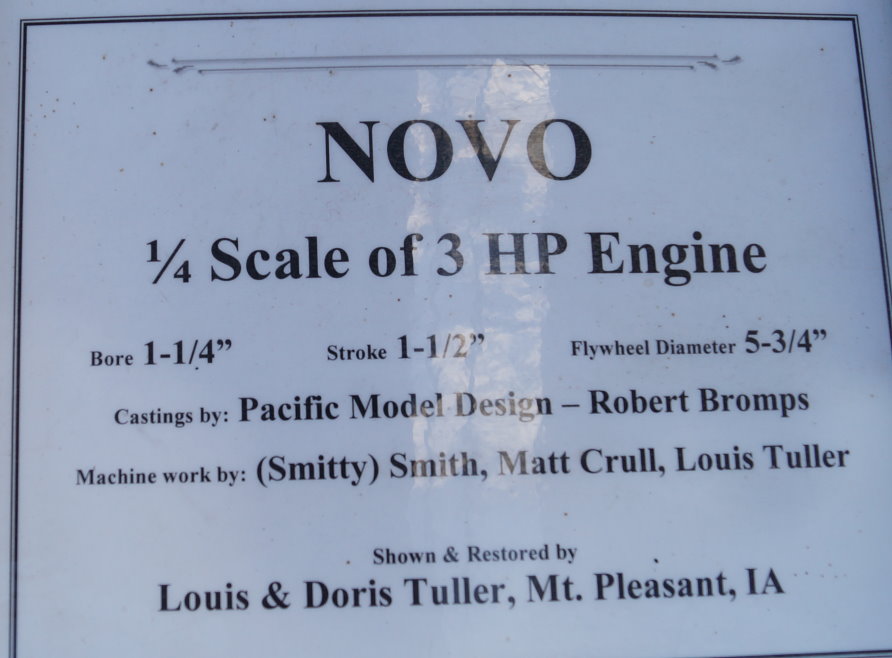 NOVO
¼ Scale of 3 HP Engine
Bore 1-1/4” Stroke 1-1/2” Flywheel Diameter 5-3/4”
Castings by: Pacific Model Design – Robert Bromps
Machine work by: (Smitty) Smith, Matt Crull, Louis Tuller
Shown & Restored by
Louis & Doris Tuller, Mt. Pleasant, IA